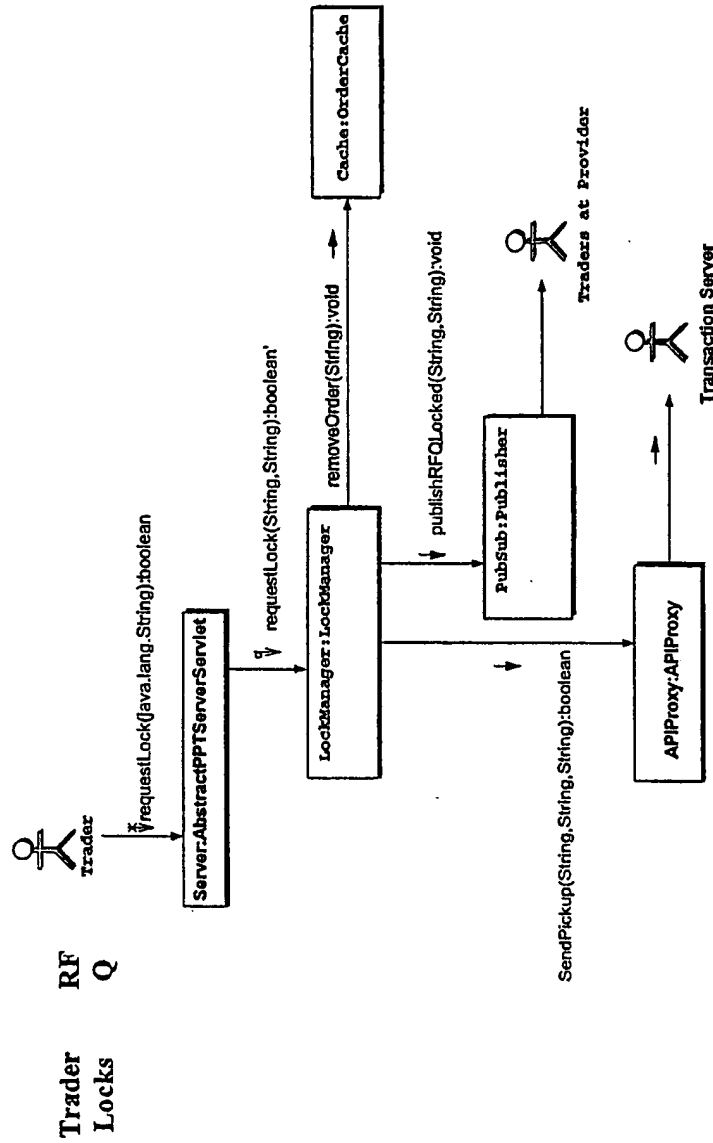 Trader RF
Locks Q
Trader
requestLock(java.lang.String):boolean
Server:AbstractPPTServerServlet
requestLock(String,String):boolean'
LockManager:LockManager
removeOrder(String):void
Cache:OrderCache
publishRFQLocked(String,String):void
PubSub:Publisher
Traders at Provider
SendPickup(String,String,String):boolean
APIProxy:APIProxy
Transaction Server